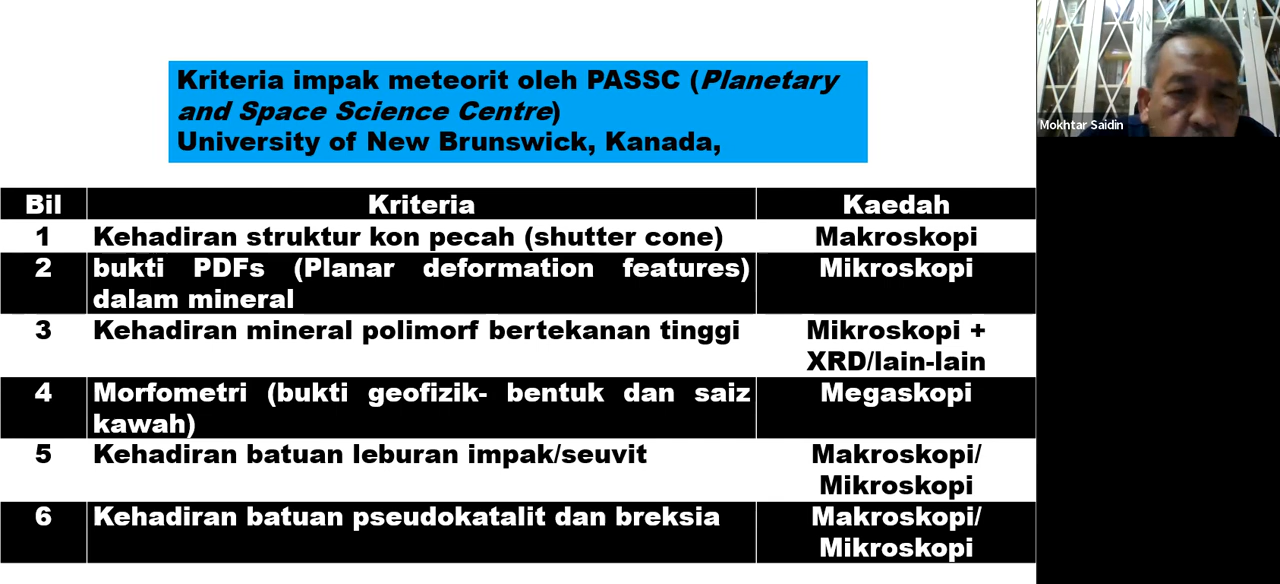 Kriteria impak meteorit oleh PASSC (Planetary
and Space Science Centre)
University of New Brunswick, Kanada,
Mokhtar Saidin
Bil Kriteria Kaedah
1 Kehadiran struktur kon pecah (shutter cone) Makroskopi
2 bukti PDFs (Planar deformation features) Mikroskopi
dalam mineral
3 Kehadiran mineral polimorf bertekanan tinggi Mikroskopi +
XRD/lain-lain
4 Morfometri (bukti geofizik- bentuk dan saiz Megaskopi
kawah)
5 Kehadiran batuan leburan impak/seuvit Makroskopi/
Mikroskopi
6 Kehadiran batuan pseudokatalit dan breksia Makroskopi/
Mikroskopi